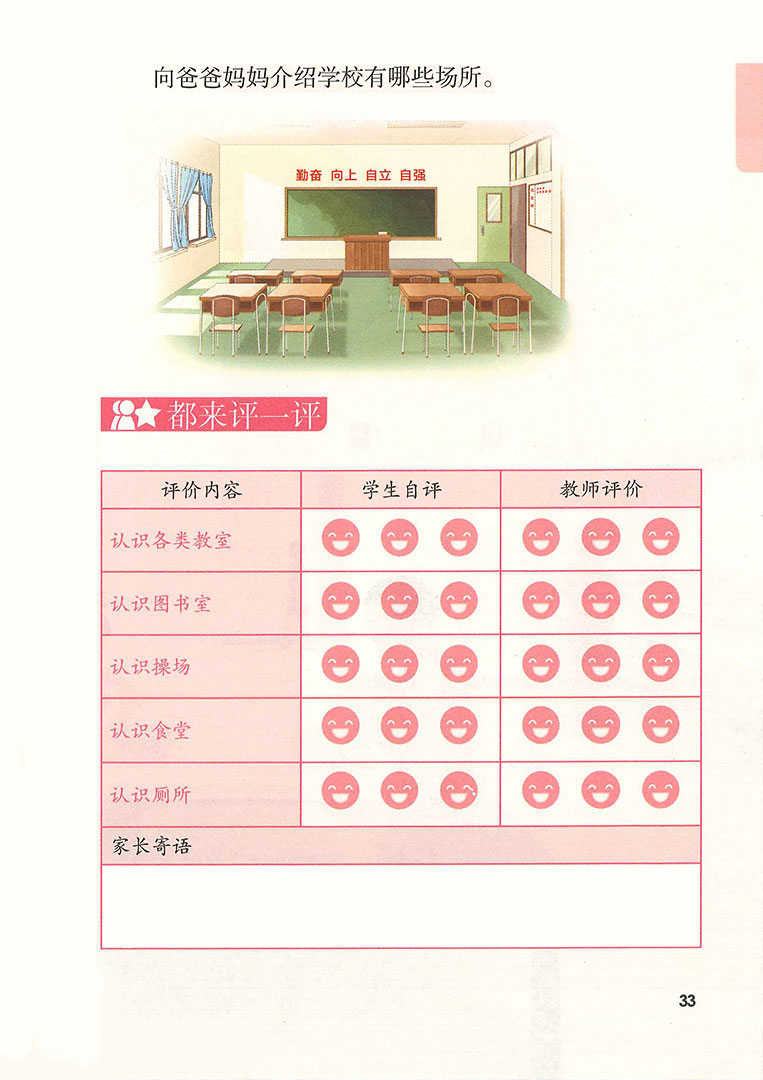 向爸爸妈妈介绍学校有哪些场所。
勤奋 向上 自立 自强
都来评一评
评价内容 学生自评 教师评价
认识各类教室
认识图书室
认识操场
认识食堂
认识厕所
家长寄语
33